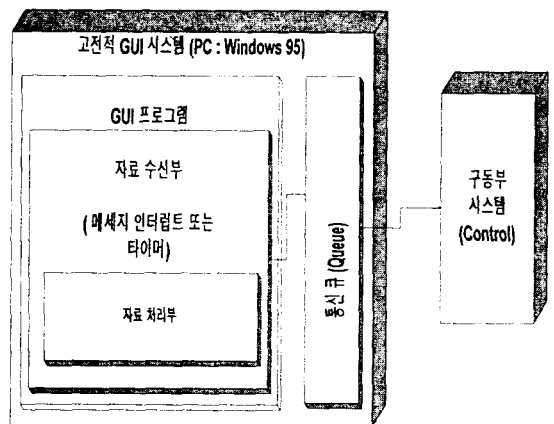 고전적 GUI 시스템 (PC : Windows 95)
GUI 프로그램
자료 수신부
( 메세지 인터럽트 또는
타이머)
자료 처리부
통신 큐 (Queue)
구동부
시스템
(Control)